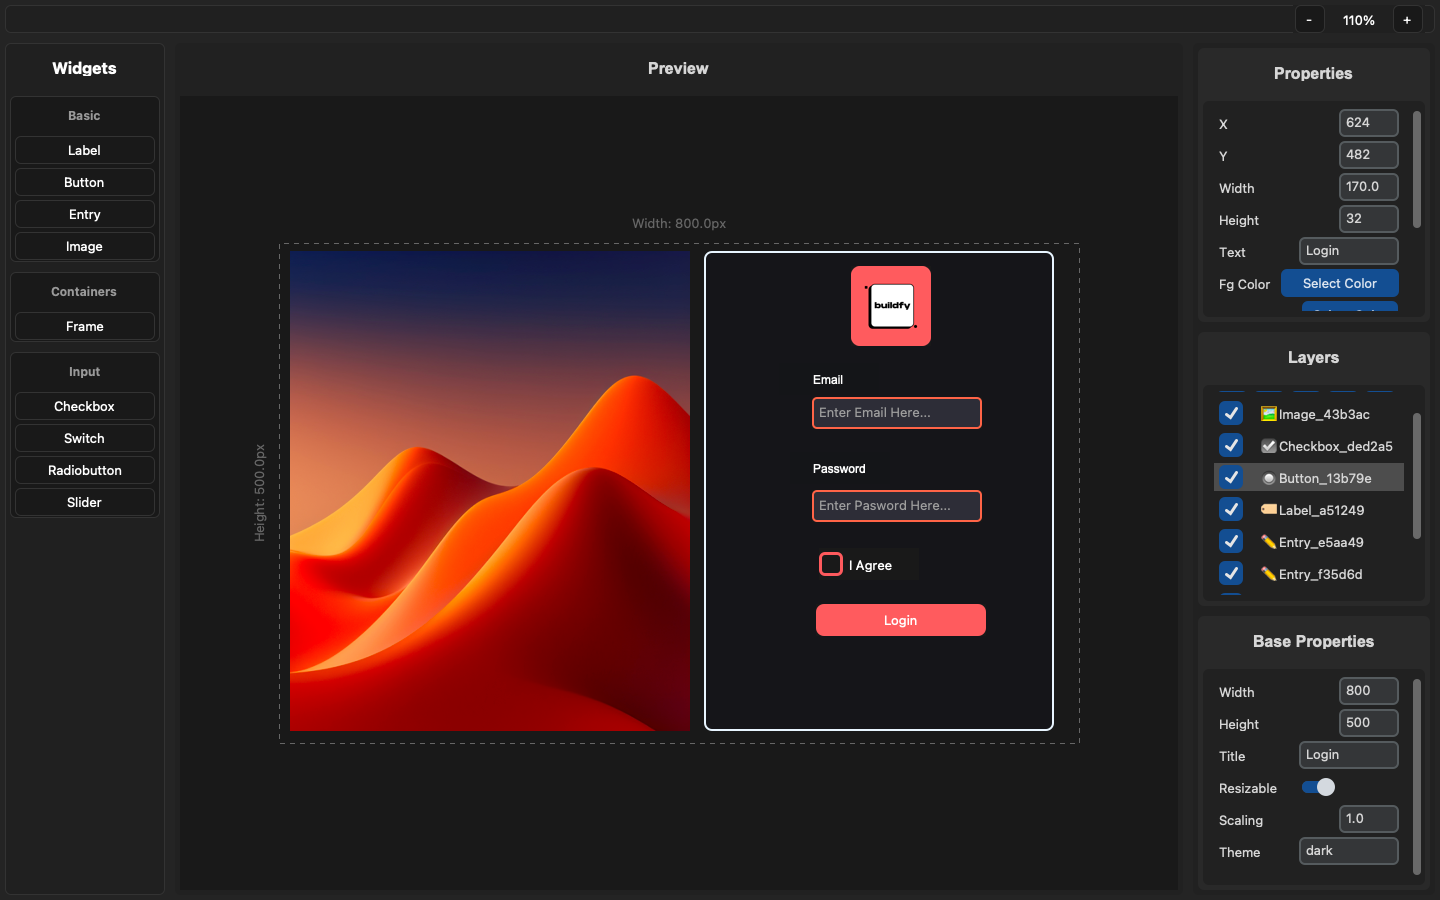 - 110% +
Widgets
Basic
Label
Button
Entry
Image
Containers
Frame
Input
Checkbox
Switch
Radiobutton
Slider
Preview
Width: 800.0px
Height: 500.0px
buildfy
Email
Enter Email Here...
Password
Enter Pasword Here...
I Agree
Login
Properties
X 624
Y 482
Width 170.0
Height 32
Text Login
Fg Color Select Color
Layers
Image_43b3ac
Checkbox_ded2a5
Button_13b79e
Label_a51249
Entry_e5aa49
Entry_f35d6d
Base Properties
Width 800
Height 500
Title Login
Resizable
Scaling 1.0
Theme dark